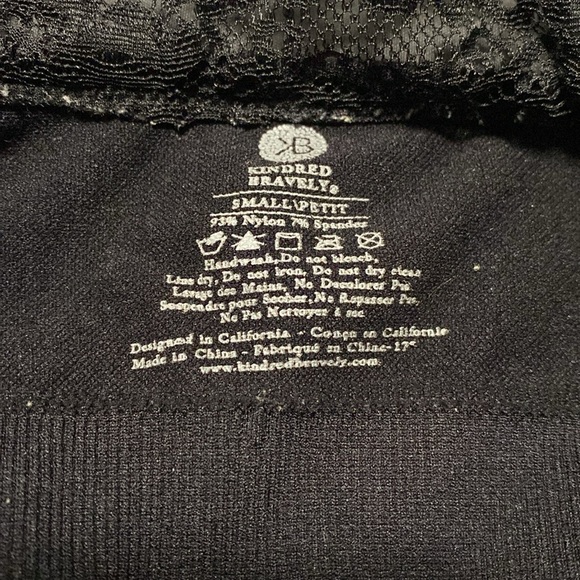 KB
KINDRED
BRAVELY®
SMALL\PETIT
93% Nylon 7% Spandex
Handwash, Do not bleach,
Line dry, Do not iron, Do not dry clean
Lavage des Mains, No Decolorer Pas
Suspendre pour Secher, No Repasser Pas,
No Pas Nettoyer à sec
Designed in California - Conçu en Californie
Made in China - Fabriqué en Chine-17"
www.kindredbravely.com